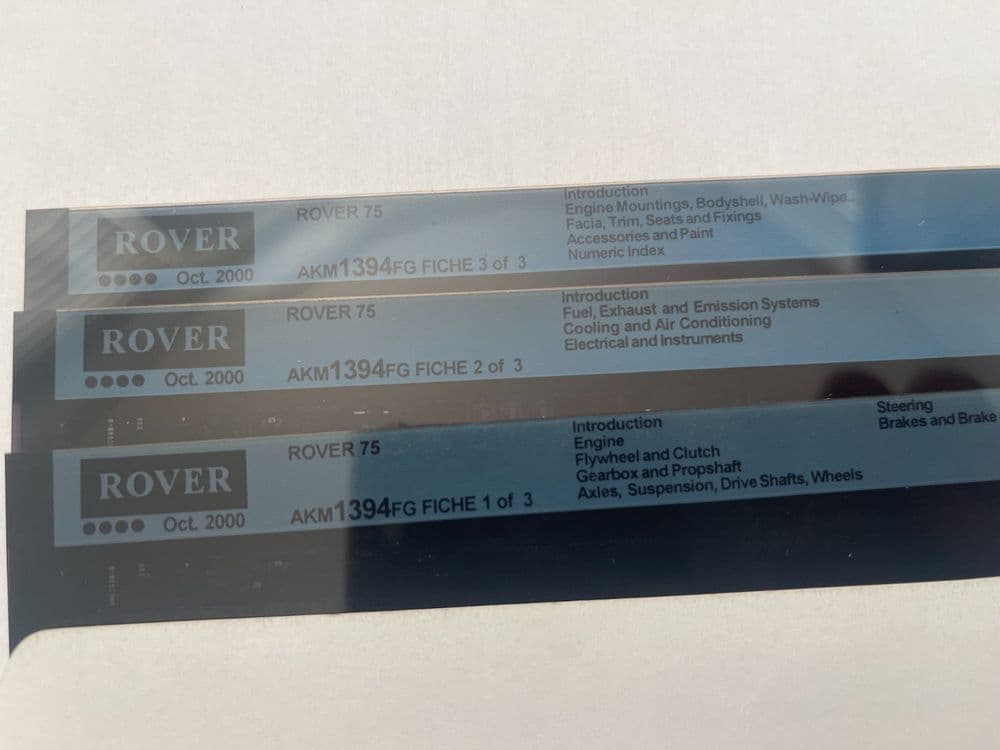 ROVER
Oct. 2000
ROVER 75
AKM1394FG FICHE 3 of 3
Introduction
Engine Mountings, Bodyshell, Wash-Wipe...
Facia, Trim, Seats and Fixings
Accessories and Paint
Numeric Index
ROVER
Oct. 2000
ROVER 75
AKM1394FG FICHE 2 of 3
Introduction
Fuel, Exhaust and Emission Systems
Cooling and Air Conditioning
Electrical and Instruments
ROVER
Oct. 2000
ROVER 75
AKM1394FG FICHE 1 of 3
Introduction
Engine
Flywheel and Clutch
Gearbox and Propshaft
Axles, Suspension, Drive Shafts, Wheels
Steering
Brakes and Brake